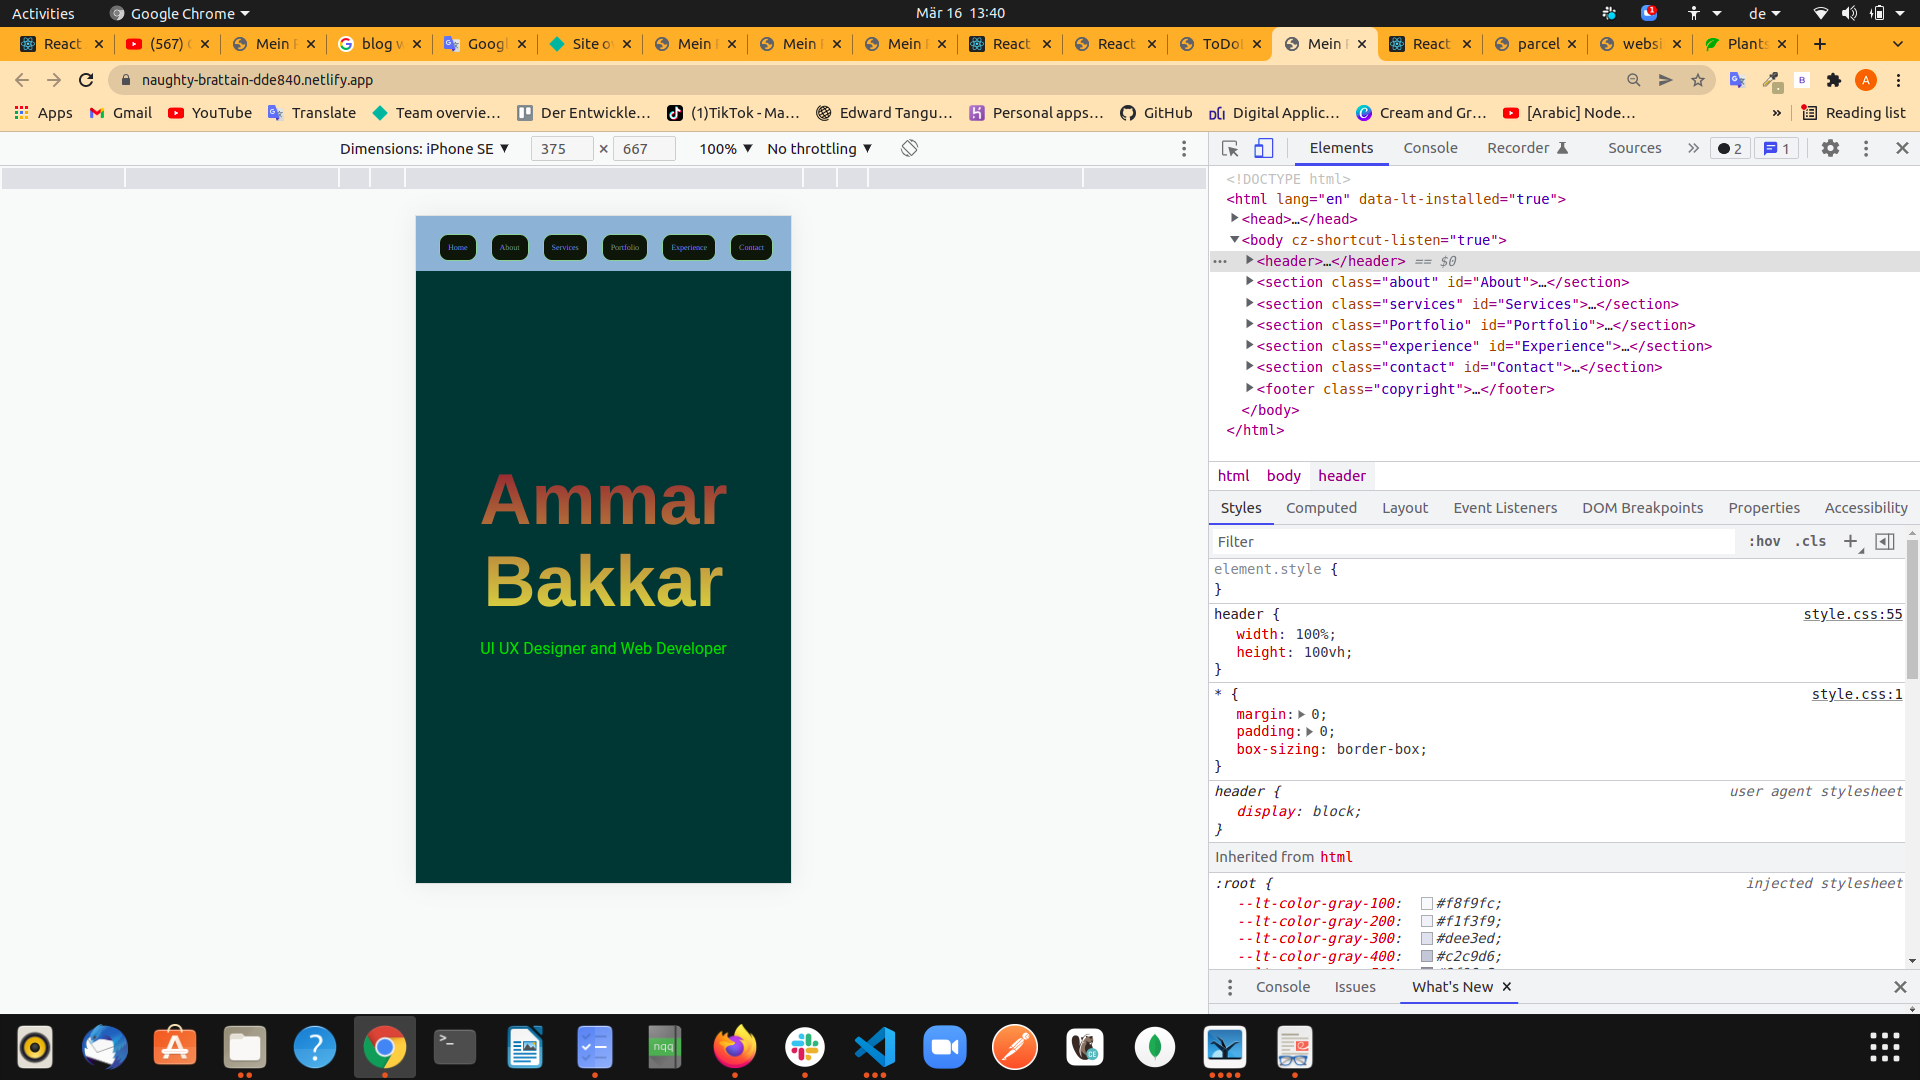 Activities
Google Chrome
Mär 16 13:40
de
React
(567)
Mein
blog w
Googl
Site o
Mein
Mein
Mein
React
React
ToDo
Mein
React
parcel
websi
Plants
naughty-brattain-dde840.netlify.app
A
Apps
Gmail
YouTube
Translate
Team overvie…
Der Entwickle…
(1)TikTok - Ma…
Edward Tangu…
Personal apps…
GitHub
Digital Applic…
Cream and Gr…
[Arabic] Node…
»
Reading list
Dimensions: iPhone SE
375 × 667
100%
No throttling
Elements
Console
Recorder
Sources
»
2
1
Home
About
Services
Portfolio
Experience
Contact
Ammar
Bakkar
UI UX Designer and Web Developer
<!DOCTYPE html>
<html lang="en" data-lt-installed="true">
<head>…</head>
<body cz-shortcut-listen="true">
<header>…</header> == $0
<section class="about" id="About">…</section>
<section class="services" id="Services">…</section>
<section class="Portfolio" id="Portfolio">…</section>
<section class="experience" id="Experience">…</section>
<section class="contact" id="Contact">…</section>
<footer class="copyright">…</footer>
</body>
</html>
html body header
Styles
Computed
Layout
Event Listeners
DOM Breakpoints
Properties
Accessibility
Filter
:hov .cls +
element.style {
}
header { style.css:55
width: 100%;
height: 100vh;
}
* { style.css:1
margin: 0;
padding: 0;
box-sizing: border-box;
}
header { user agent stylesheet
display: block;
}
Inherited from html
:root { injected stylesheet
--lt-color-gray-100: #f8f9fc;
--lt-color-gray-200: #f1f3f9;
--lt-color-gray-300: #dee3ed;
--lt-color-gray-400: #c2c9d6;
Console
Issues
What's New
nqq